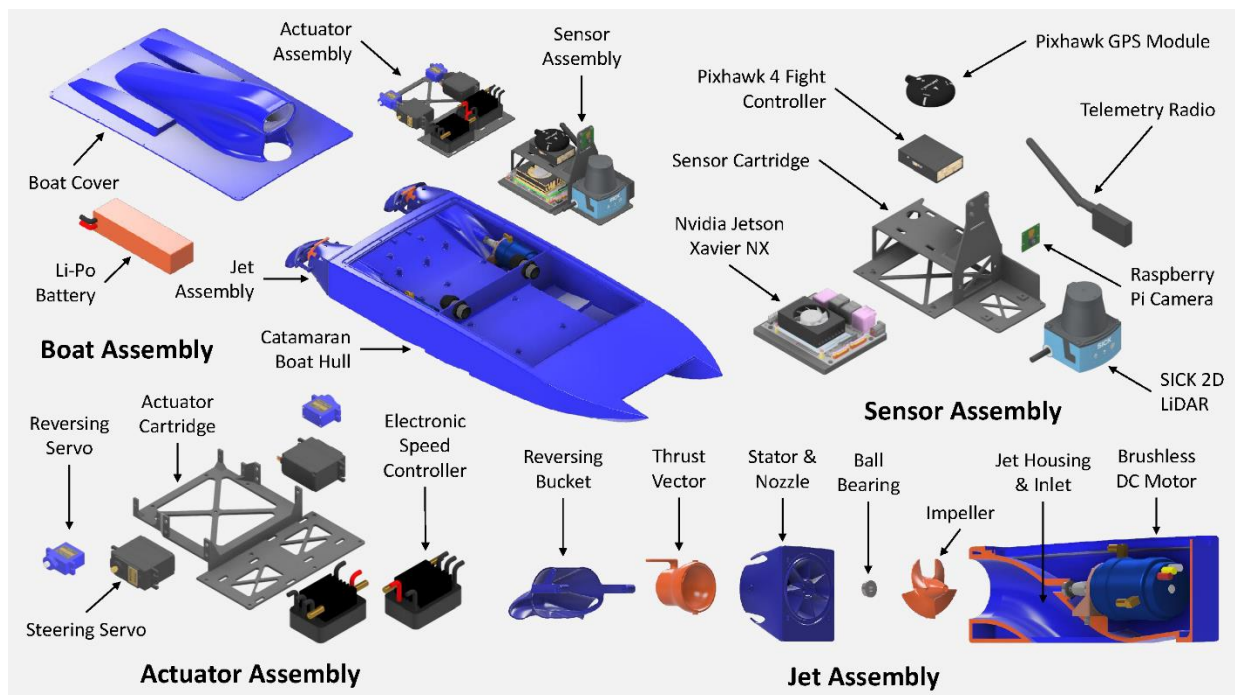 Actuator
Assembly
Sensor
Assembly
Boat Cover
Li-Po
Battery
Jet
Assembly
Catamaran
Boat Hull
Boat Assembly
Pixhawk GPS Module
Pixhawk 4 Fight
Controller
Telemetry Radio
Sensor Cartridge
Nvidia Jetson
Xavier NX
Raspberry
Pi Camera
SICK
SICK 2D
LiDAR
Sensor Assembly
Reversing
Servo
Actuator
Cartridge
Electronic
Speed
Controller
Steering Servo
Actuator Assembly
Reversing
Bucket
Thrust
Vector
Stator &
Nozzle
Ball
Bearing
Impeller
Jet Housing
& Inlet
Brushless
DC Motor
Jet Assembly